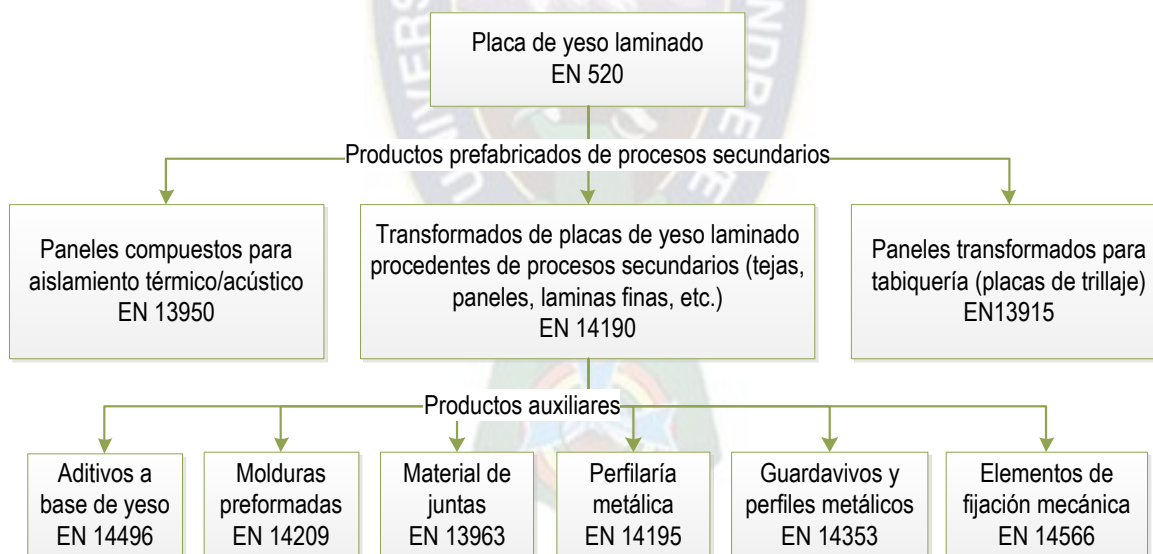 Placa de yeso laminado
EN 520
Productos prefabricados de procesos secundarios
Paneles compuestos para
aislamiento térmico/acústico
EN 13950
Transformados de placas de yeso laminado
procedentes de procesos secundarios (tejas,
paneles, laminas finas, etc.)
EN 14190
Paneles transformados para
tabiquería (placas de trillaje)
EN13915
Productos auxiliares
Aditivos a
base de yeso
EN 14496
Molduras
preformadas
EN 14209
Material de
juntas
EN 13963
Perfilaría
metálica
EN 14195
Guardavivos y
perfiles metálicos
EN 14353
Elementos de
fijación mecánica
EN 14566